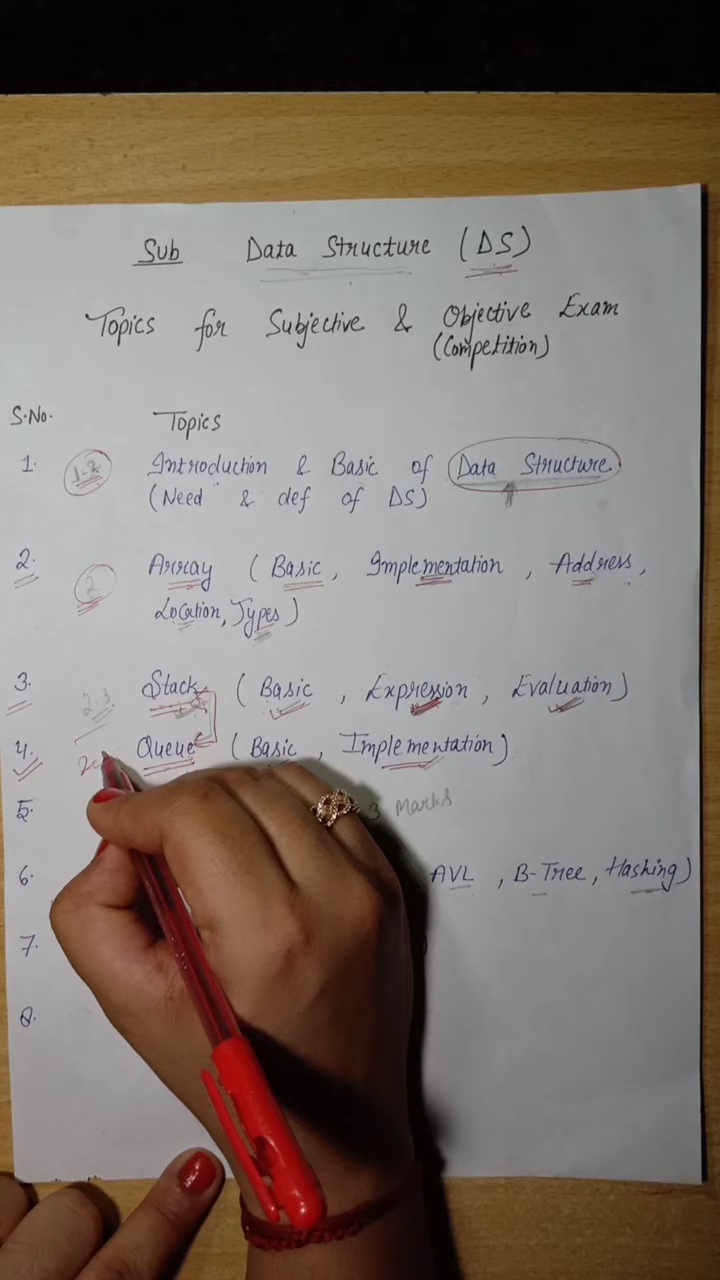 Sub Data Structure (DS)
Topics for Subjective & Objective Exam
(Competition)
S.No. Topics
1. 1-2 Introduction & Basic of Data Structure
(Need & def of DS)
2. 2 Array (Basic, Implementation, Address,
Location, Types)
3. 2-3 Stack (Basic, Expression, Evaluation)
4. Queue (Basic, Implementation)
5. 3 Marks
6. AVL, B-Tree, Hashing)
7.
8.